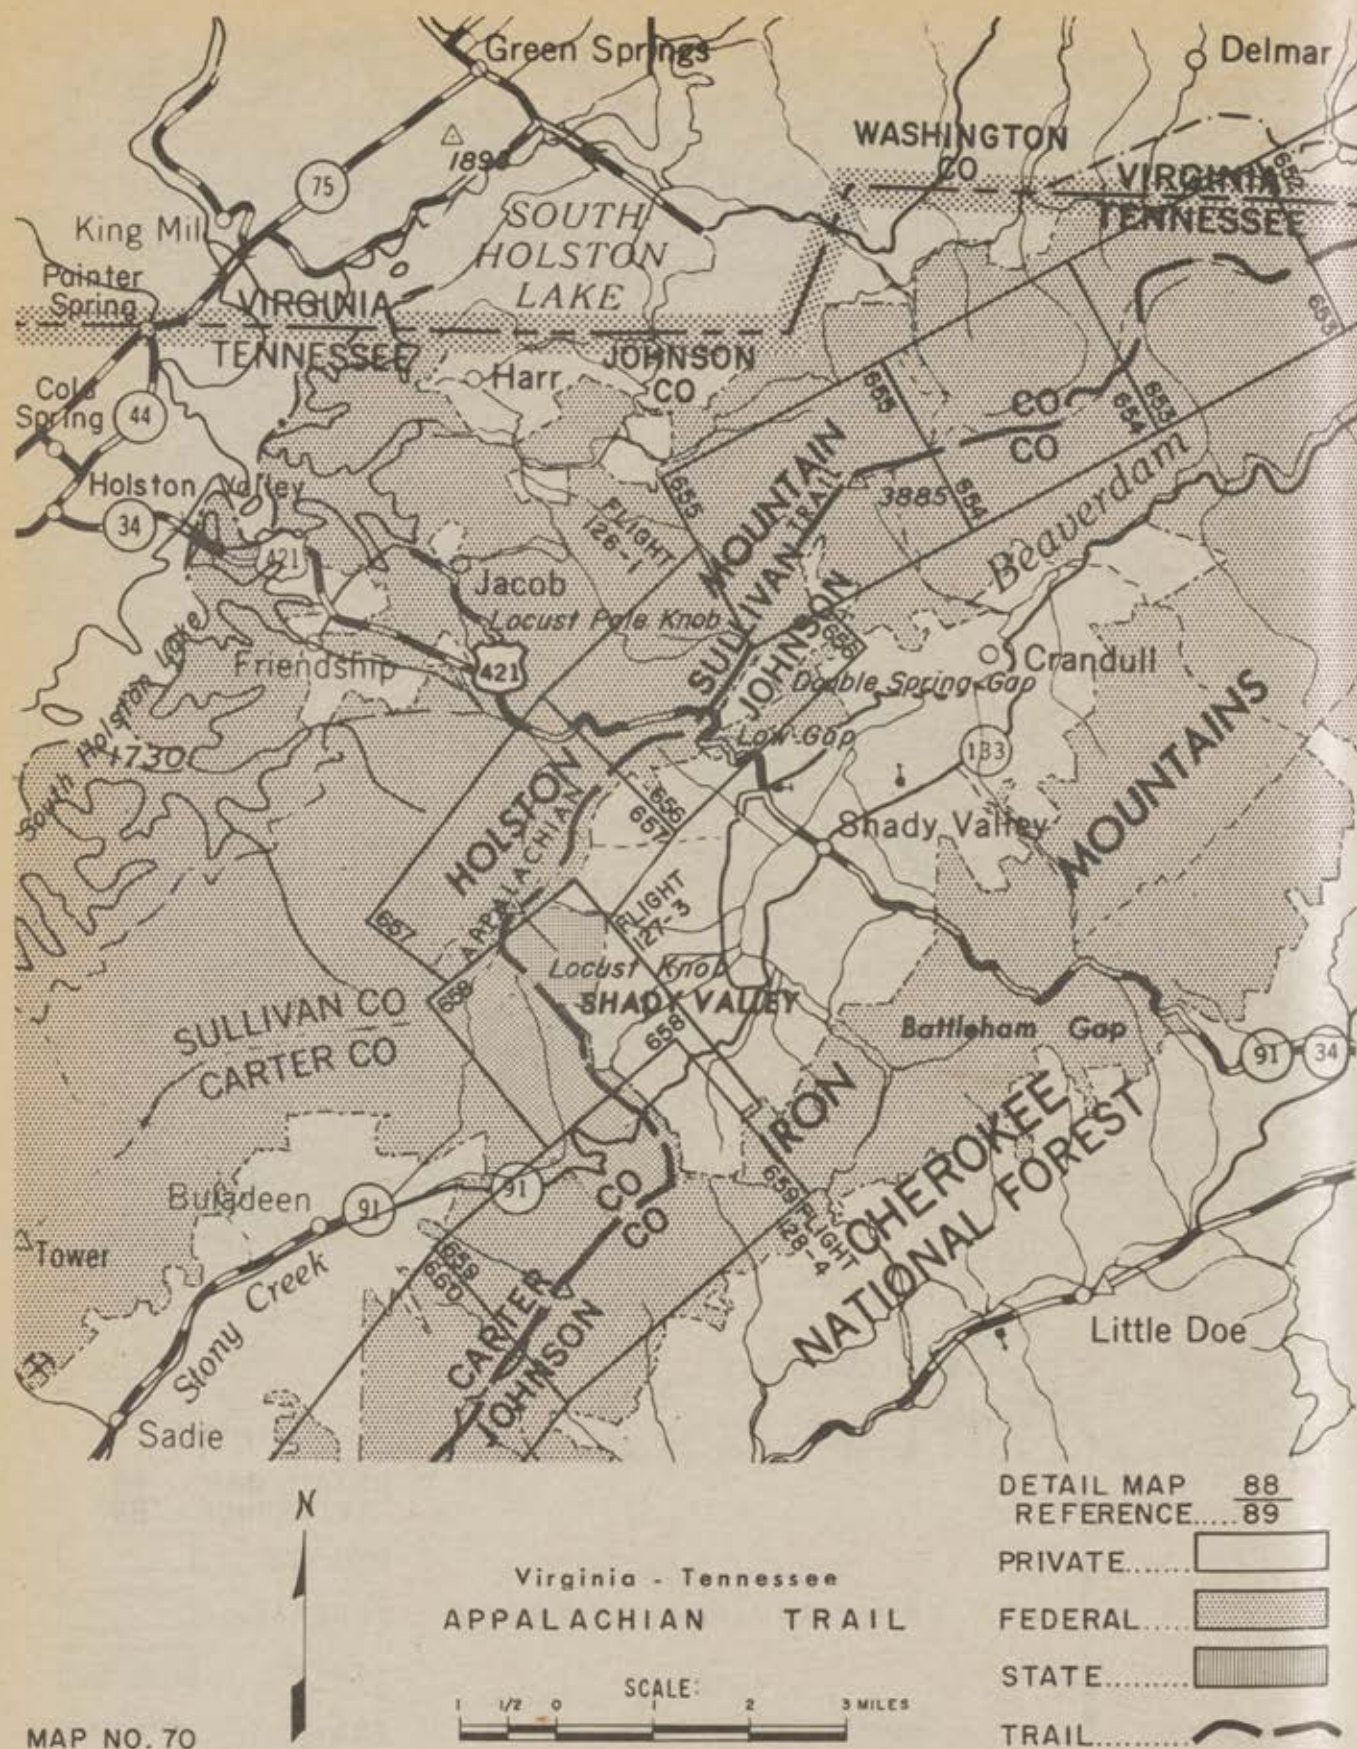 Green Springs
Delmar
WASHINGTON
CO
75
SOUTH
HOLSTON
LAKE
VIRGINIA
TENNESSEE
652
King Mill
Painter
Spring
VIRGINIA
TENNESSEE
JOHNSON
CO
653
Harr
Cold
Spring
44
655
CO
CO
653
654
Holston Valley
34
421
655
MOUNTAIN
TRAIL
3885
654
Beaverdam
FLIGHT
126-1
Jacob
Locust Pole Knob
SULLIVAN
JOHNSON
656
Friendship
421
Crandull
Double Spring Gap
Low Gap
South Holston Lake
+730
133
MOUNTAINS
HOLSTON
APPALACHIAN
656
657
Shady Valley
657
FLIGHT
127-3
Locust Knob
SHADY VALLEY
658
658
SULLIVAN CO
CARTER CO
Battleham Gap
91
34
IRON
CHEROKEE
NATIONAL FOREST
Buladeen
91
91
CO
CO
659
FLIGHT
128-4
Tower
Stony Creek
659
660
CARTER
JOHNSON
Little Doe
Sadie
N
DETAIL MAP 88
REFERENCE..... 89
PRIVATE.......
FEDERAL.....
STATE.........
TRAIL..........
Virginia - Tennessee
APPALACHIAN TRAIL
SCALE:
1 1/2 0 1 2 3 MILES
MAP NO. 70